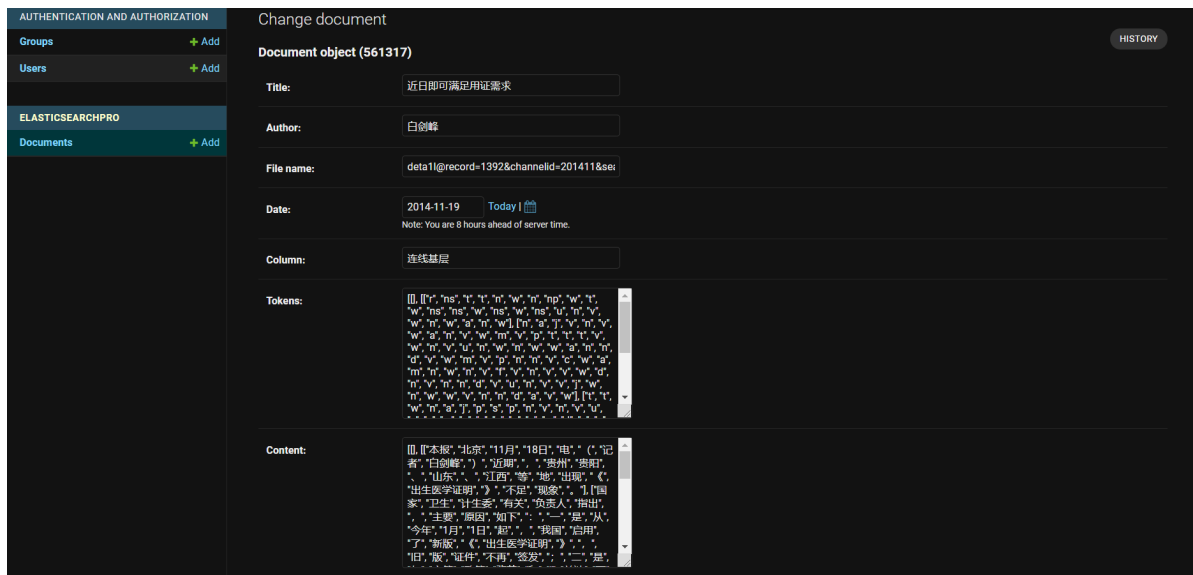 AUTHENTICATION AND AUTHORIZATION
Groups + Add
Users + Add
ELASTICSEARCHPRO
Documents + Add
Change document
HISTORY
Document object (561317)
Title: 近日即可满足用证需求
Author: 白剑峰
File name: deta1l@record=1392&channelid=201411&sea
Date: 2014-11-19 Today |
Note: You are 8 hours ahead of server time.
Column: 连线基层
Tokens:
[[], [["r", "ns", "t", "t", "n", "w", "n", "np", "w", "t",
"w", "ns", "ns", "w", "ns", "w", "ns", "u", "n", "v",
"w", "n", "w", "a", "n", "w"], ["n", "a", "j", "v", "n", "v",
"w", "a", "n", "v", "w", "m", "v", "p", "t", "t", "t", "v",
"w", "n", "v", "u", "n", "w", "n", "w", "w", "a", "n", "n",
"d", "v", "w", "m", "v", "p", "n", "n", "v", "c", "w", "a",
"m", "n", "w", "n", "v", "f", "v", "n", "v", "v", "w", "d",
"n", "v", "n", "n", "d", "v", "u", "n", "v", "v", "j", "w",
"n", "w", "w", "v", "n", "n", "d", "a", "v", "w"], ["t", "t",
"w", "n", "a", "j", "p", "s", "p", "n", "v", "n", "v", "u",
Content:
[[], [["本报", "北京", "11月", "18日", "电", "（", "记
者", "白剑峰", "）", "近期", "，", "贵州", "贵阳",
"、", "山东", "、", "江西", "等", "地", "出现", "《",
"出生医学证明", "》", "不足", "现象", "。"], ["国
家", "卫生", "计生委", "有关", "负责人", "指出",
"，", "主要", "原因", "如下", "：", "一", "是", "从",
"今年", "1月", "1日", "起", "，", "我国", "启用",
"了", "新版", "《", "出生医学证明", "》", "，",
"旧", "版", "证件", "不再", "签发", "；", "二", "是",